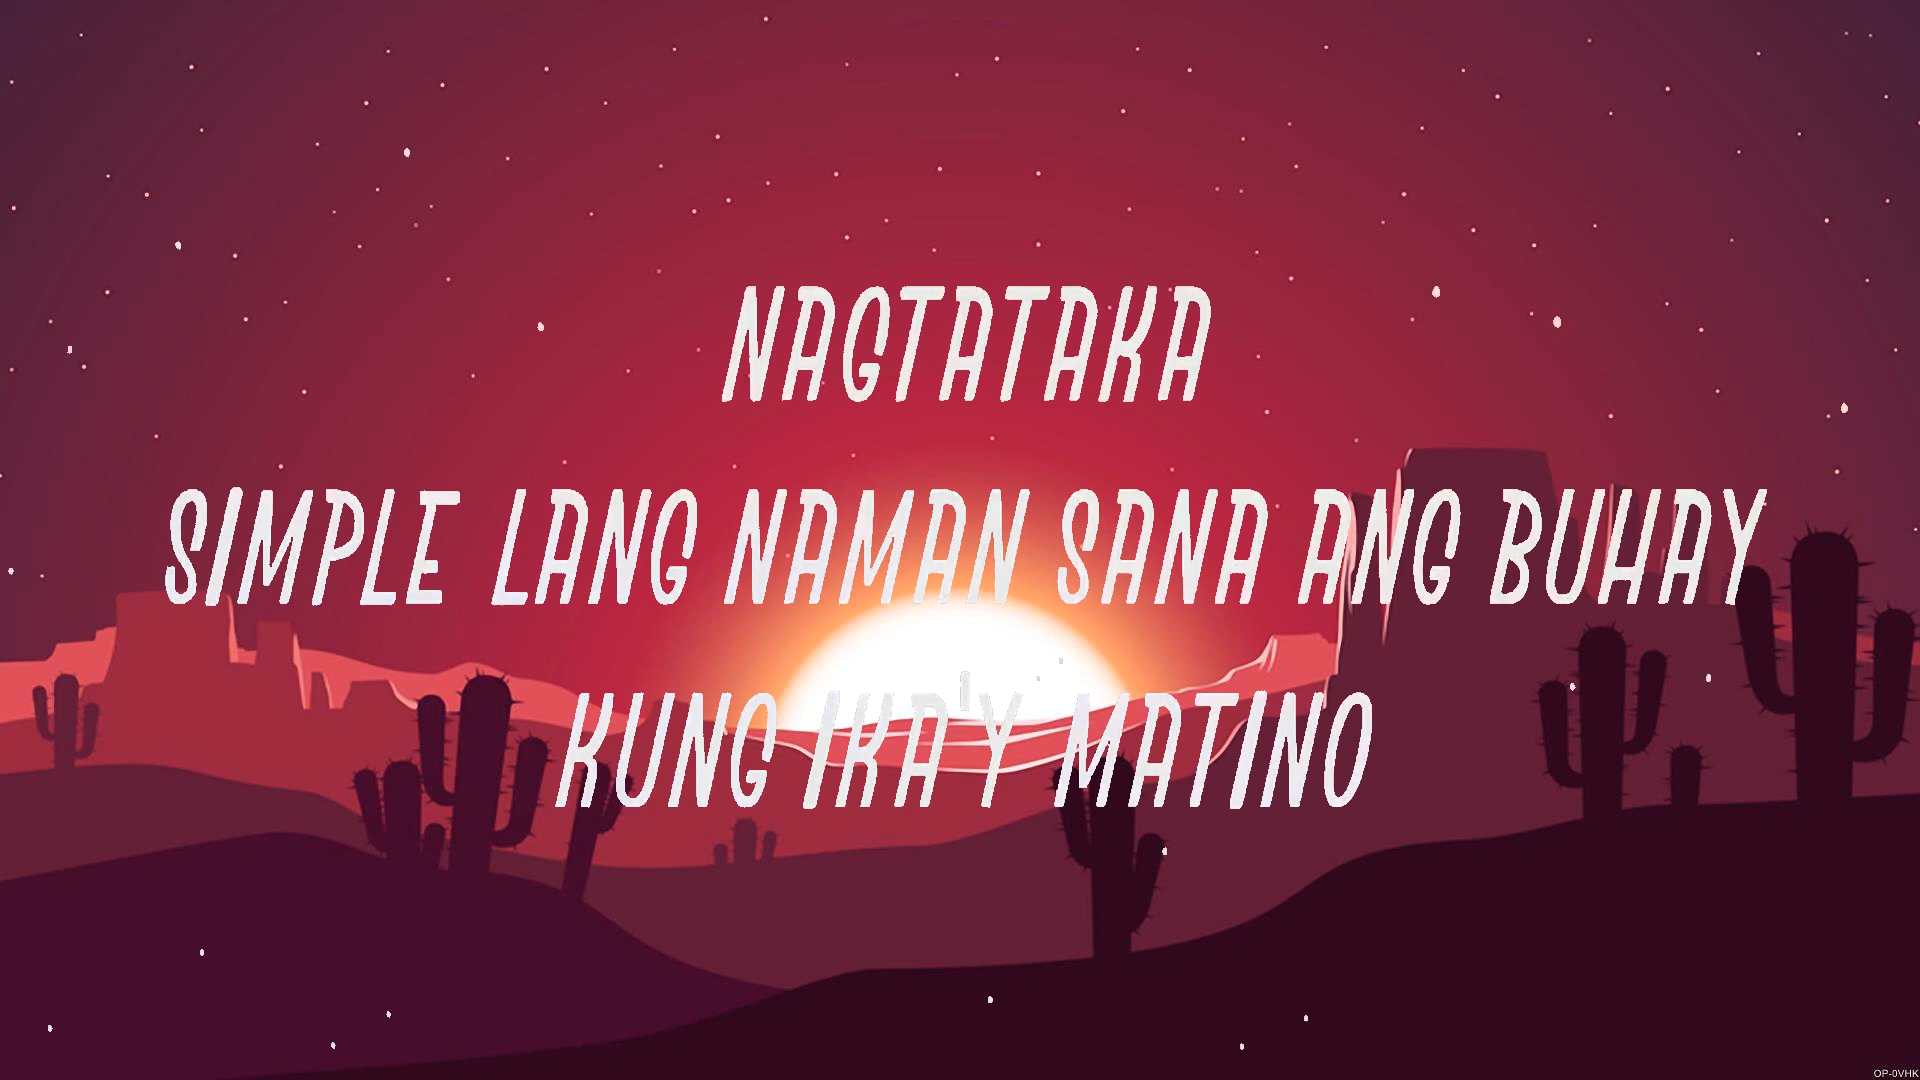 NAGTATAKA
SIMPLE LANG NAMAN SANA ANG BUHAY
KUNG IKA'Y MATINO
OP-0VHK